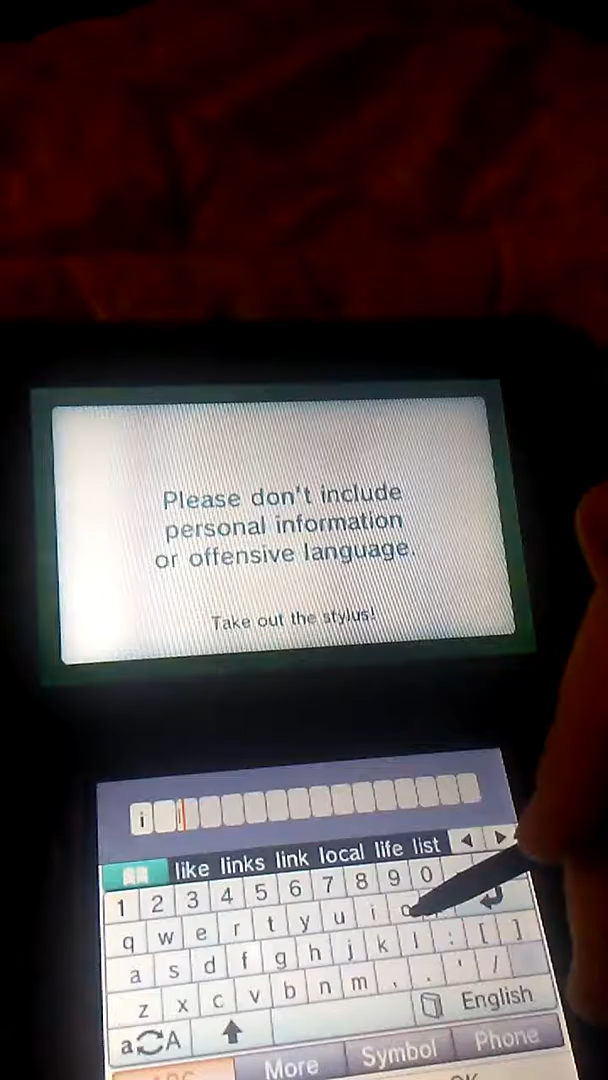 Please don't include
personal information
or offensive language.
Take out the stylus!
i
like links link local life list
1 2 3 4 5 6 7 8 9 0
q w e r t y u i o
a s d f g h j k l : [ ]
z x c v b n m , . ' /
a A English
More Symbol Phone
OK